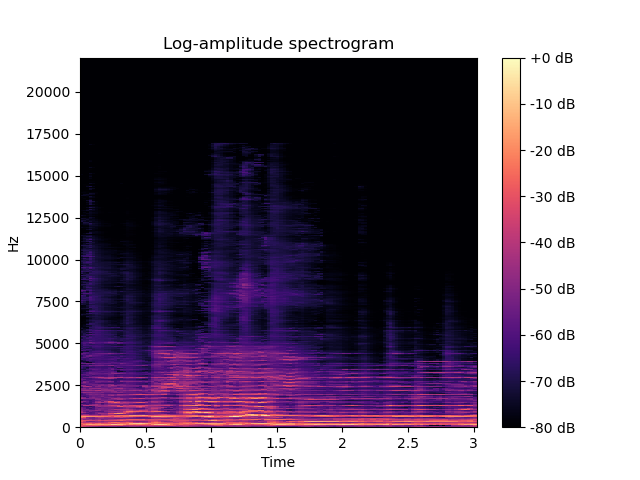 Log-amplitude spectrogram
+0 dB
20000
-10 dB
17500
-20 dB
15000
-30 dB
12500
Hz
-40 dB
10000
-50 dB
7500
-60 dB
5000
-70 dB
2500
0
-80 dB
0 0.5 1 1.5 2 2.5 3
Time